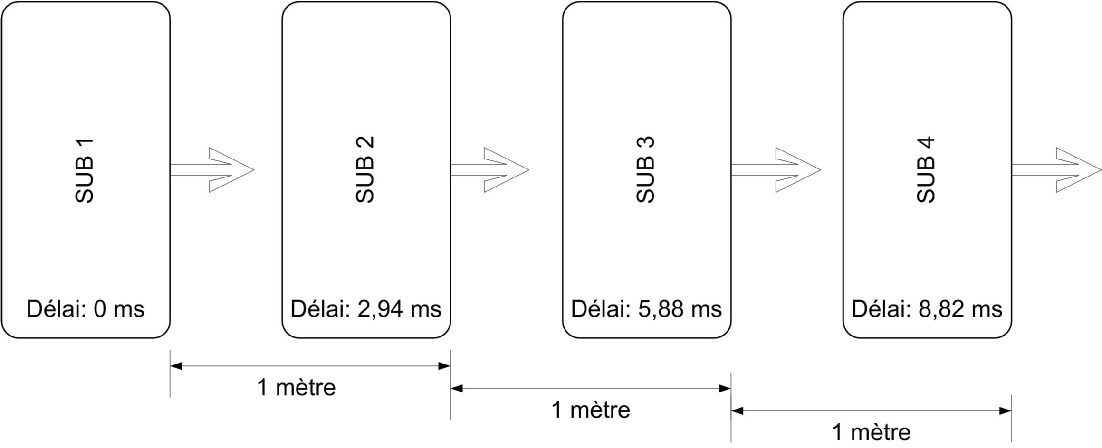 SUB 1
SUB 2
SUB 3
SUB 4
Délai: 0 ms
Délai: 2,94 ms
Délai: 5,88 ms
Délai: 8,82 ms
1 mètre
1 mètre
1 mètre